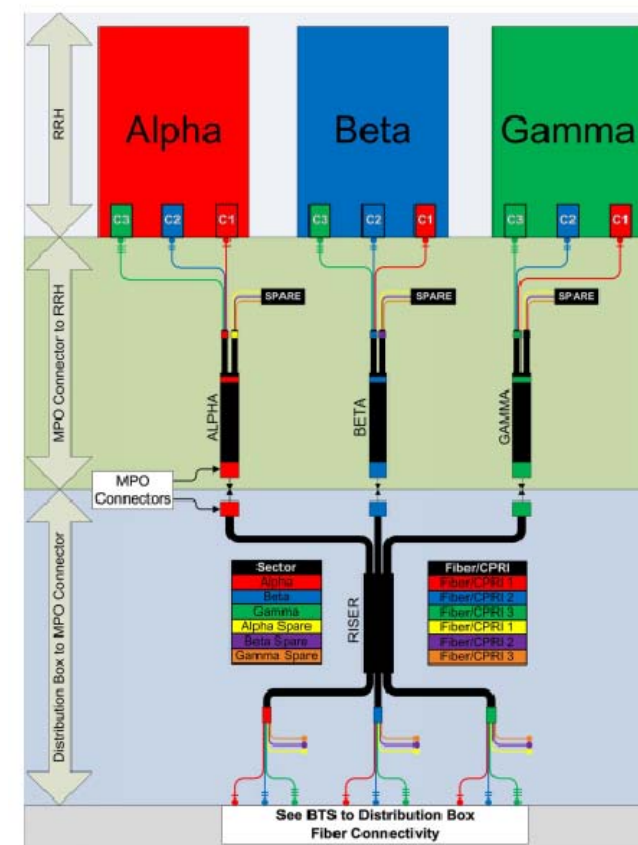 RRH
Alpha
Beta
Gamma
C3
C2
C1
C3
C2
C1
C3
C2
C1
MPO Connector to RRH
SPARE
SPARE
SPARE
ALPHA
BETA
GAMMA
MPO
Connectors
Distribution Box to MPO Connector
Sector
Alpha
Beta
Gamma
Alpha Spare
Beta Spare
Gamma Spare
RISER
Fiber/CPRI
Fiber/CPRI 1
Fiber/CPRI 2
Fiber/CPRI 3
Fiber/CPRI 1
Fiber/CPRI 2
Fiber/CPRI 3
See BTS to Distribution Box
Fiber Connectivity